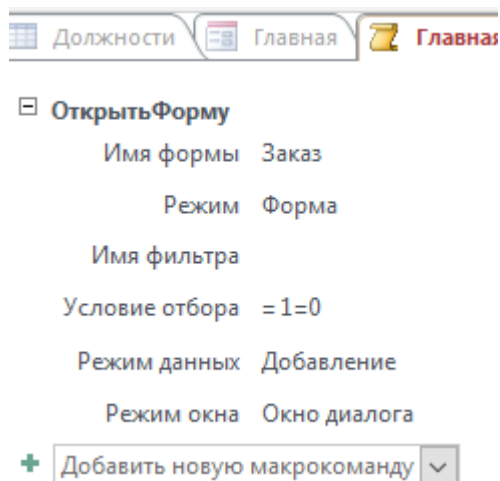 Должности Главная Главная
ОткрытьФорму
Имя формы Заказ
Режим Форма
Имя фильтра
Условие отбора =1=0
Режим данных Добавление
Режим окна Окно диалога
Добавить новую макрокоманду